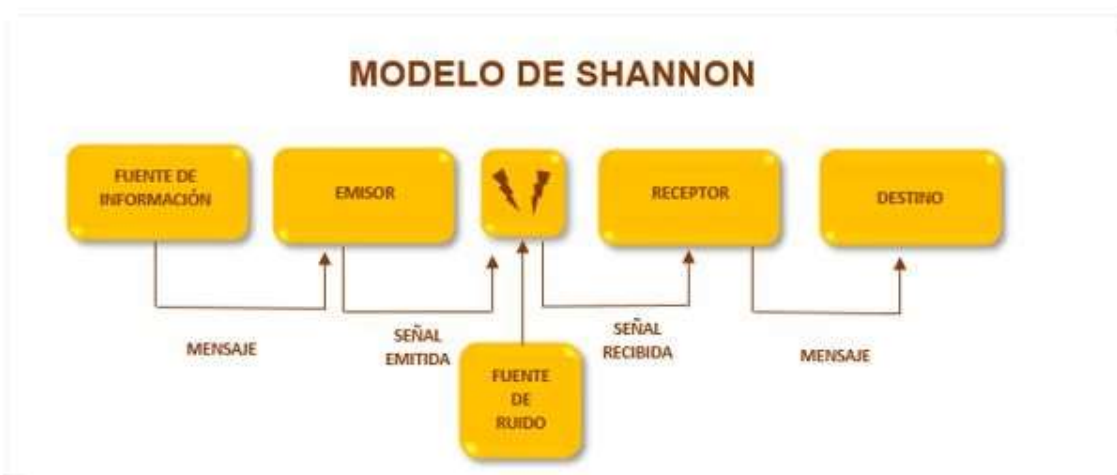 MODELO DE SHANNON
FUENTE DE
INFORMACIÓN
EMISOR
RECEPTOR
DESTINO
MENSAJE
SEÑAL
EMITIDA
SEÑAL
RECIBIDA
MENSAJE
FUENTE
DE
RUIDO